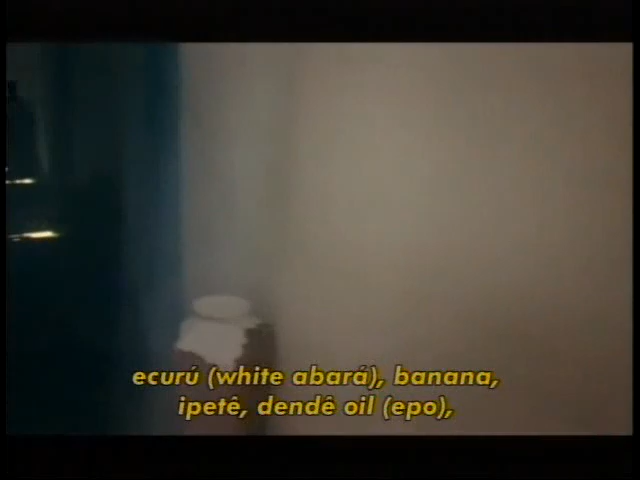 ecurú (white abará), banana,
ipetê, dendê oil (epo),